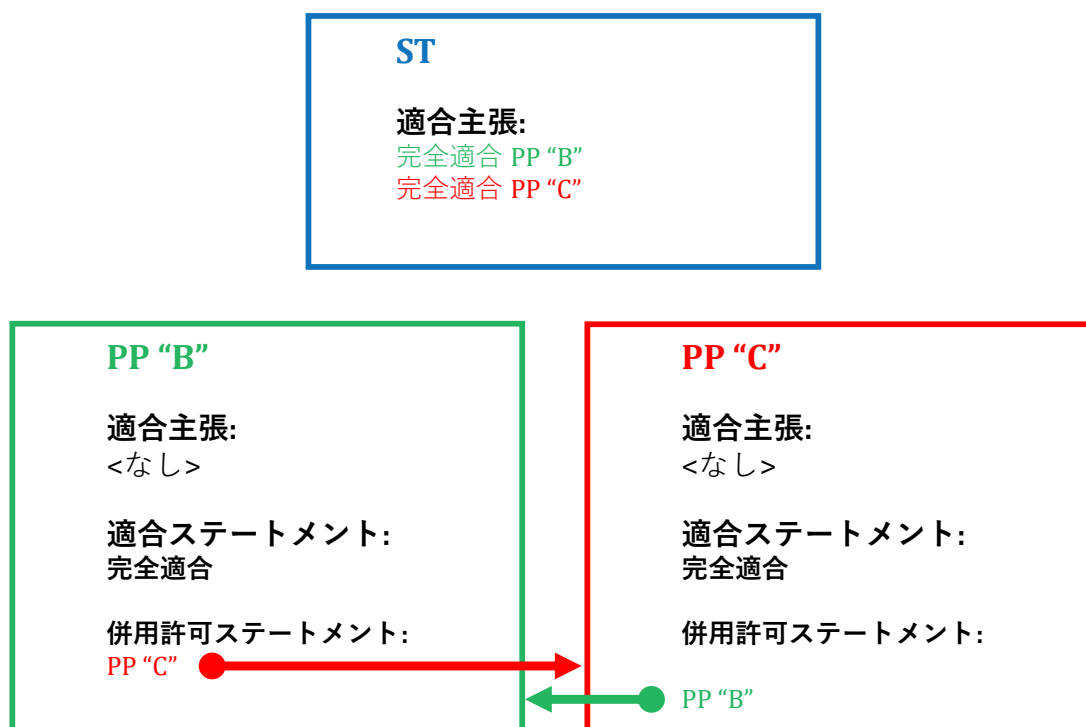 ST
適合主張:
完全適合 PP “B”
完全適合 PP “C”
PP “B”
適合主張:
<なし>
適合ステートメント:
完全適合
併用許可ステートメント:
PP “C”
PP “C”
適合主張:
<なし>
適合ステートメント:
完全適合
併用許可ステートメント:
PP “B”